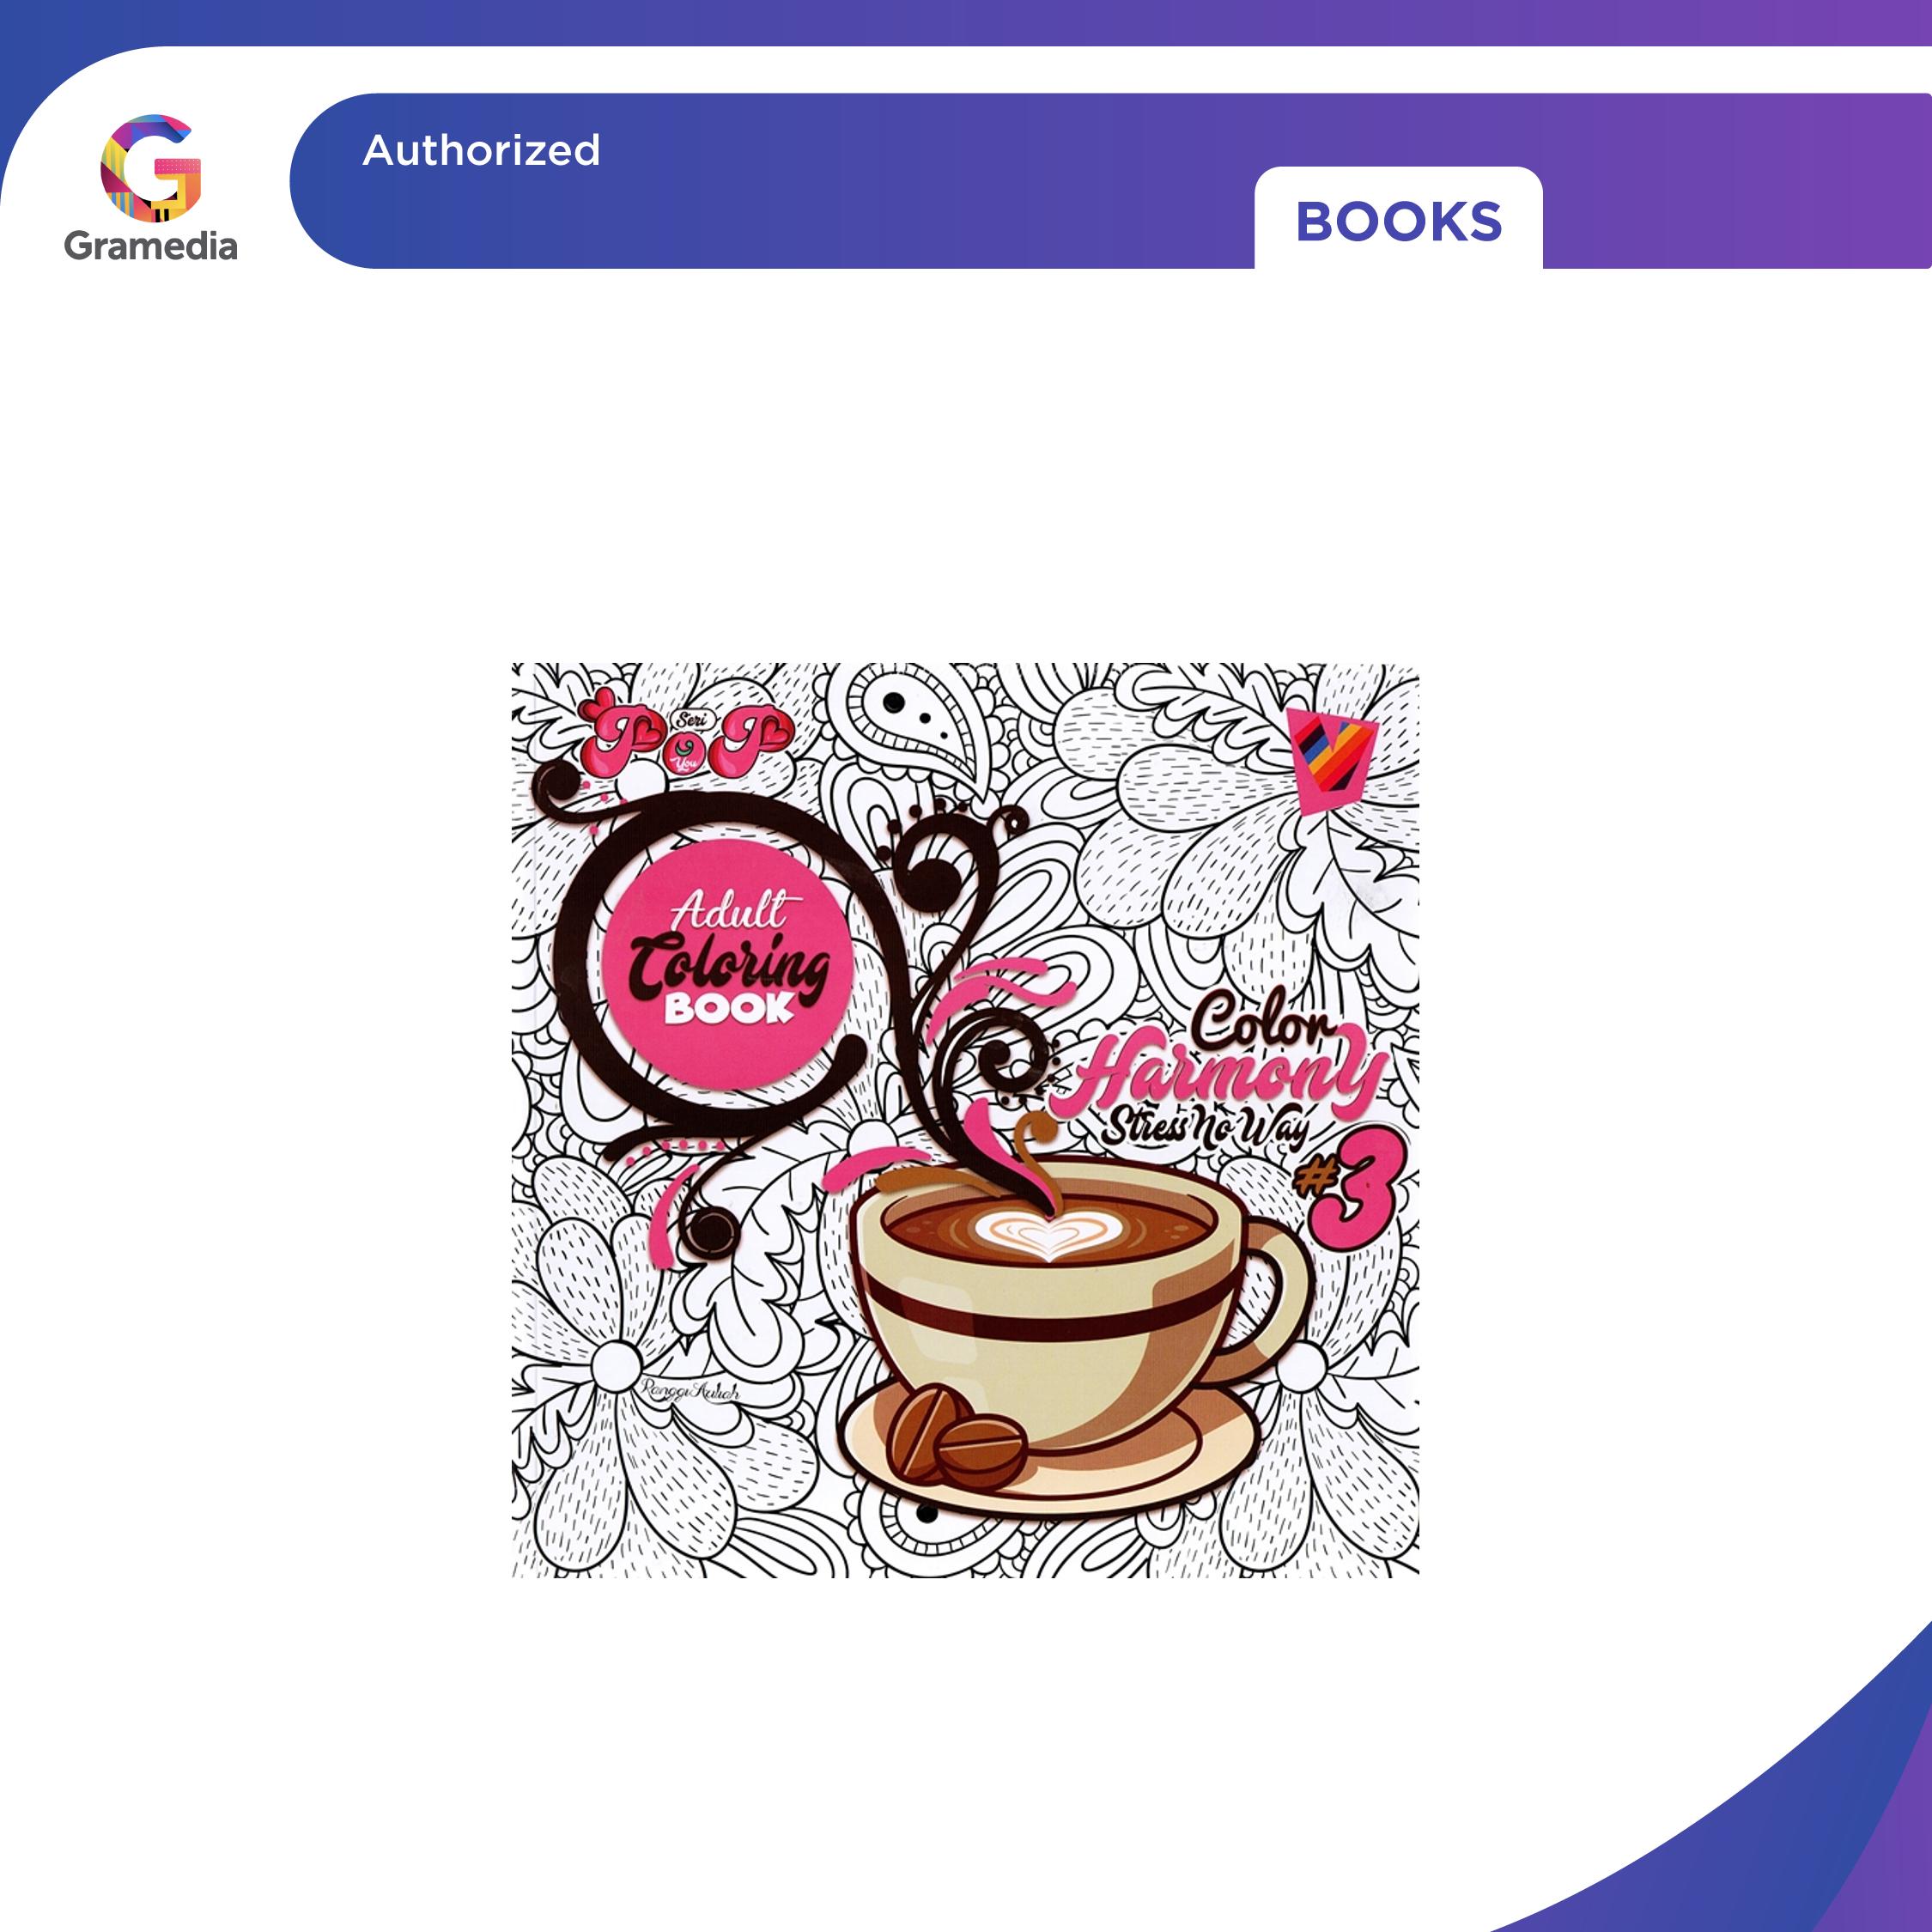 Authorized
BOOKS
Gramedia
Seri
PoP
You
Adult
Coloring
BOOK
Color
Harmony
Stress No Way
#3